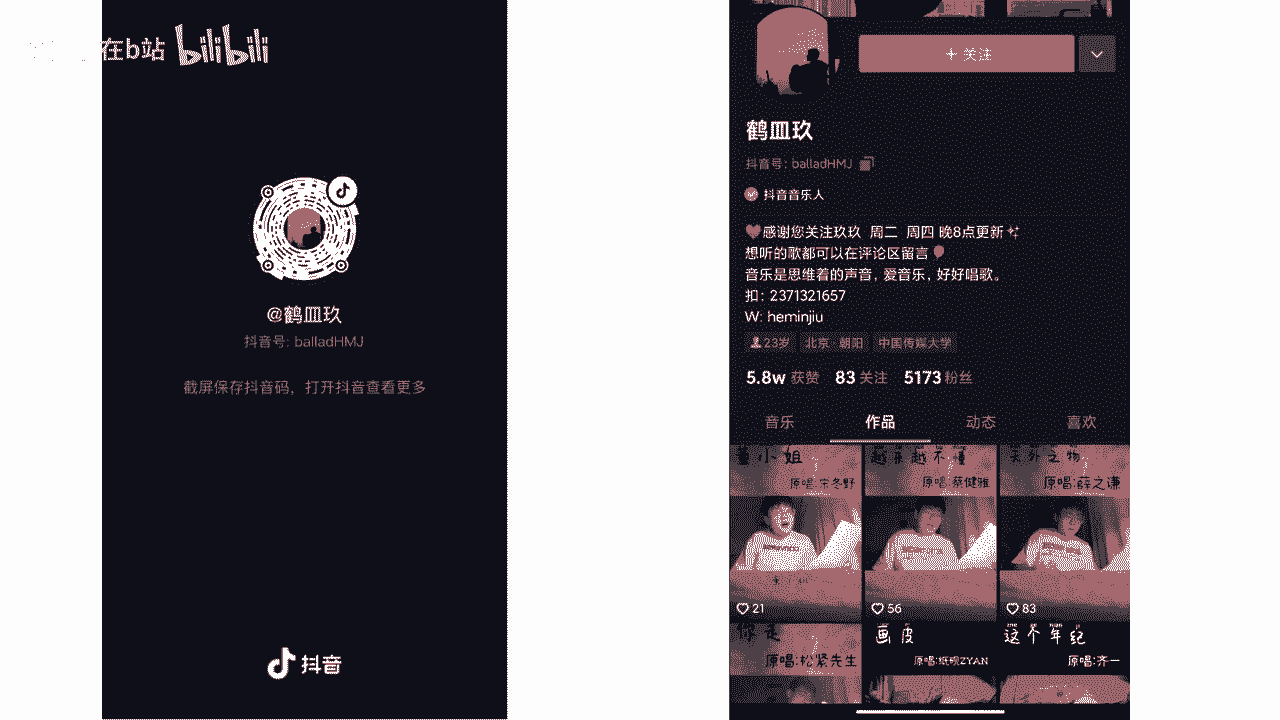 在b站 bilibili
@鹤皿玖
抖音号: balladHMJ
截屏保存抖音码，打开抖音查看更多
抖音
+ 关注
鹤皿玖
抖音号: balladHMJ
抖音音乐人
感谢您关注玖玖 周二 周四 晚8点更新
想听的歌都可以在评论区留言
音乐是思维着的声音, 爱音乐, 好好唱歌。
扣: 2371321657
W: heminjiu
23岁 北京·朝阳 中国传媒大学
5.8w 获赞 83 关注 5173 粉丝
音乐 作品 动态 喜欢
董小姐
原唱:宋冬野
越来越不懂
原唱:蔡健雅
天外之物
原唱:薛之谦
21
56
83
你是
原唱:松紧先生
画皮
原唱:纸砚ZYAN
这个年纪
原唱:齐一